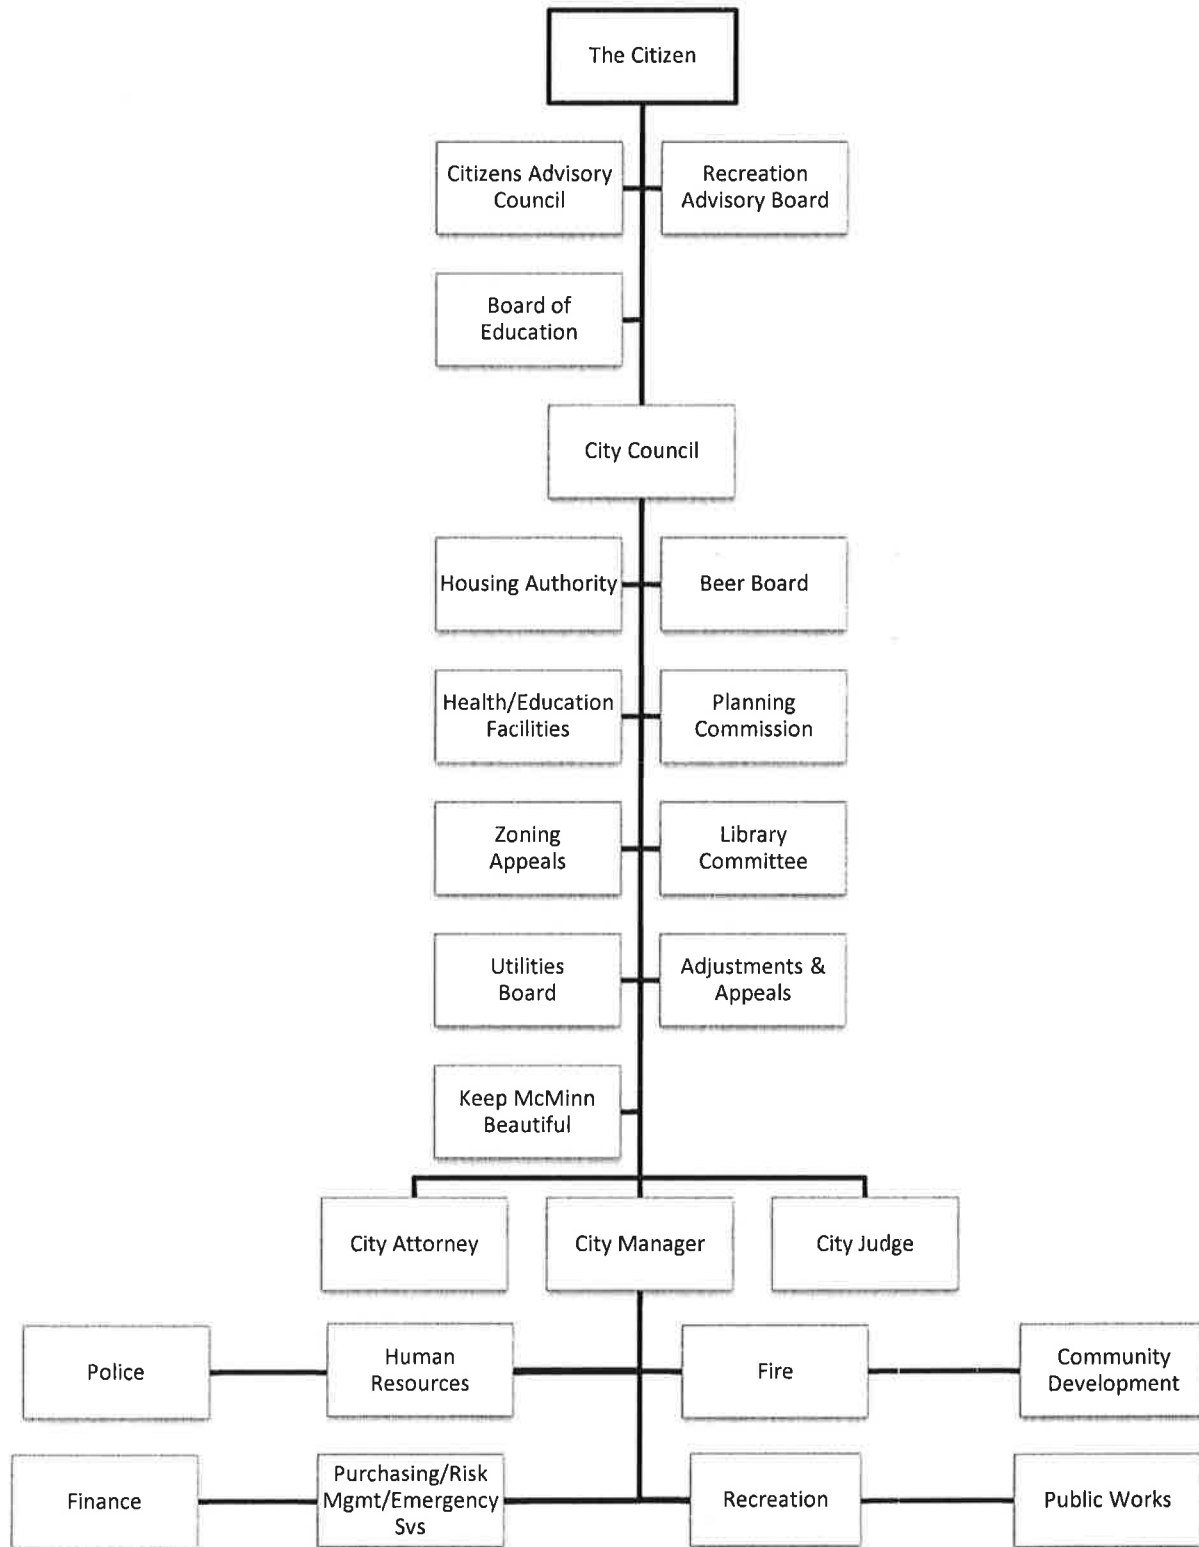 The Citizen
Citizens Advisory
Council
Recreation
Advisory Board
Board of
Education
City Council
Housing Authority
Beer Board
Health/Education
Facilities
Planning
Commission
Zoning
Appeals
Library
Committee
Utilities
Board
Adjustments &
Appeals
Keep McMinn
Beautiful
City Attorney
City Manager
City Judge
Police
Human
Resources
Fire
Community
Development
Finance
Purchasing/Risk
Mgmt/Emergency
Svs
Recreation
Public Works